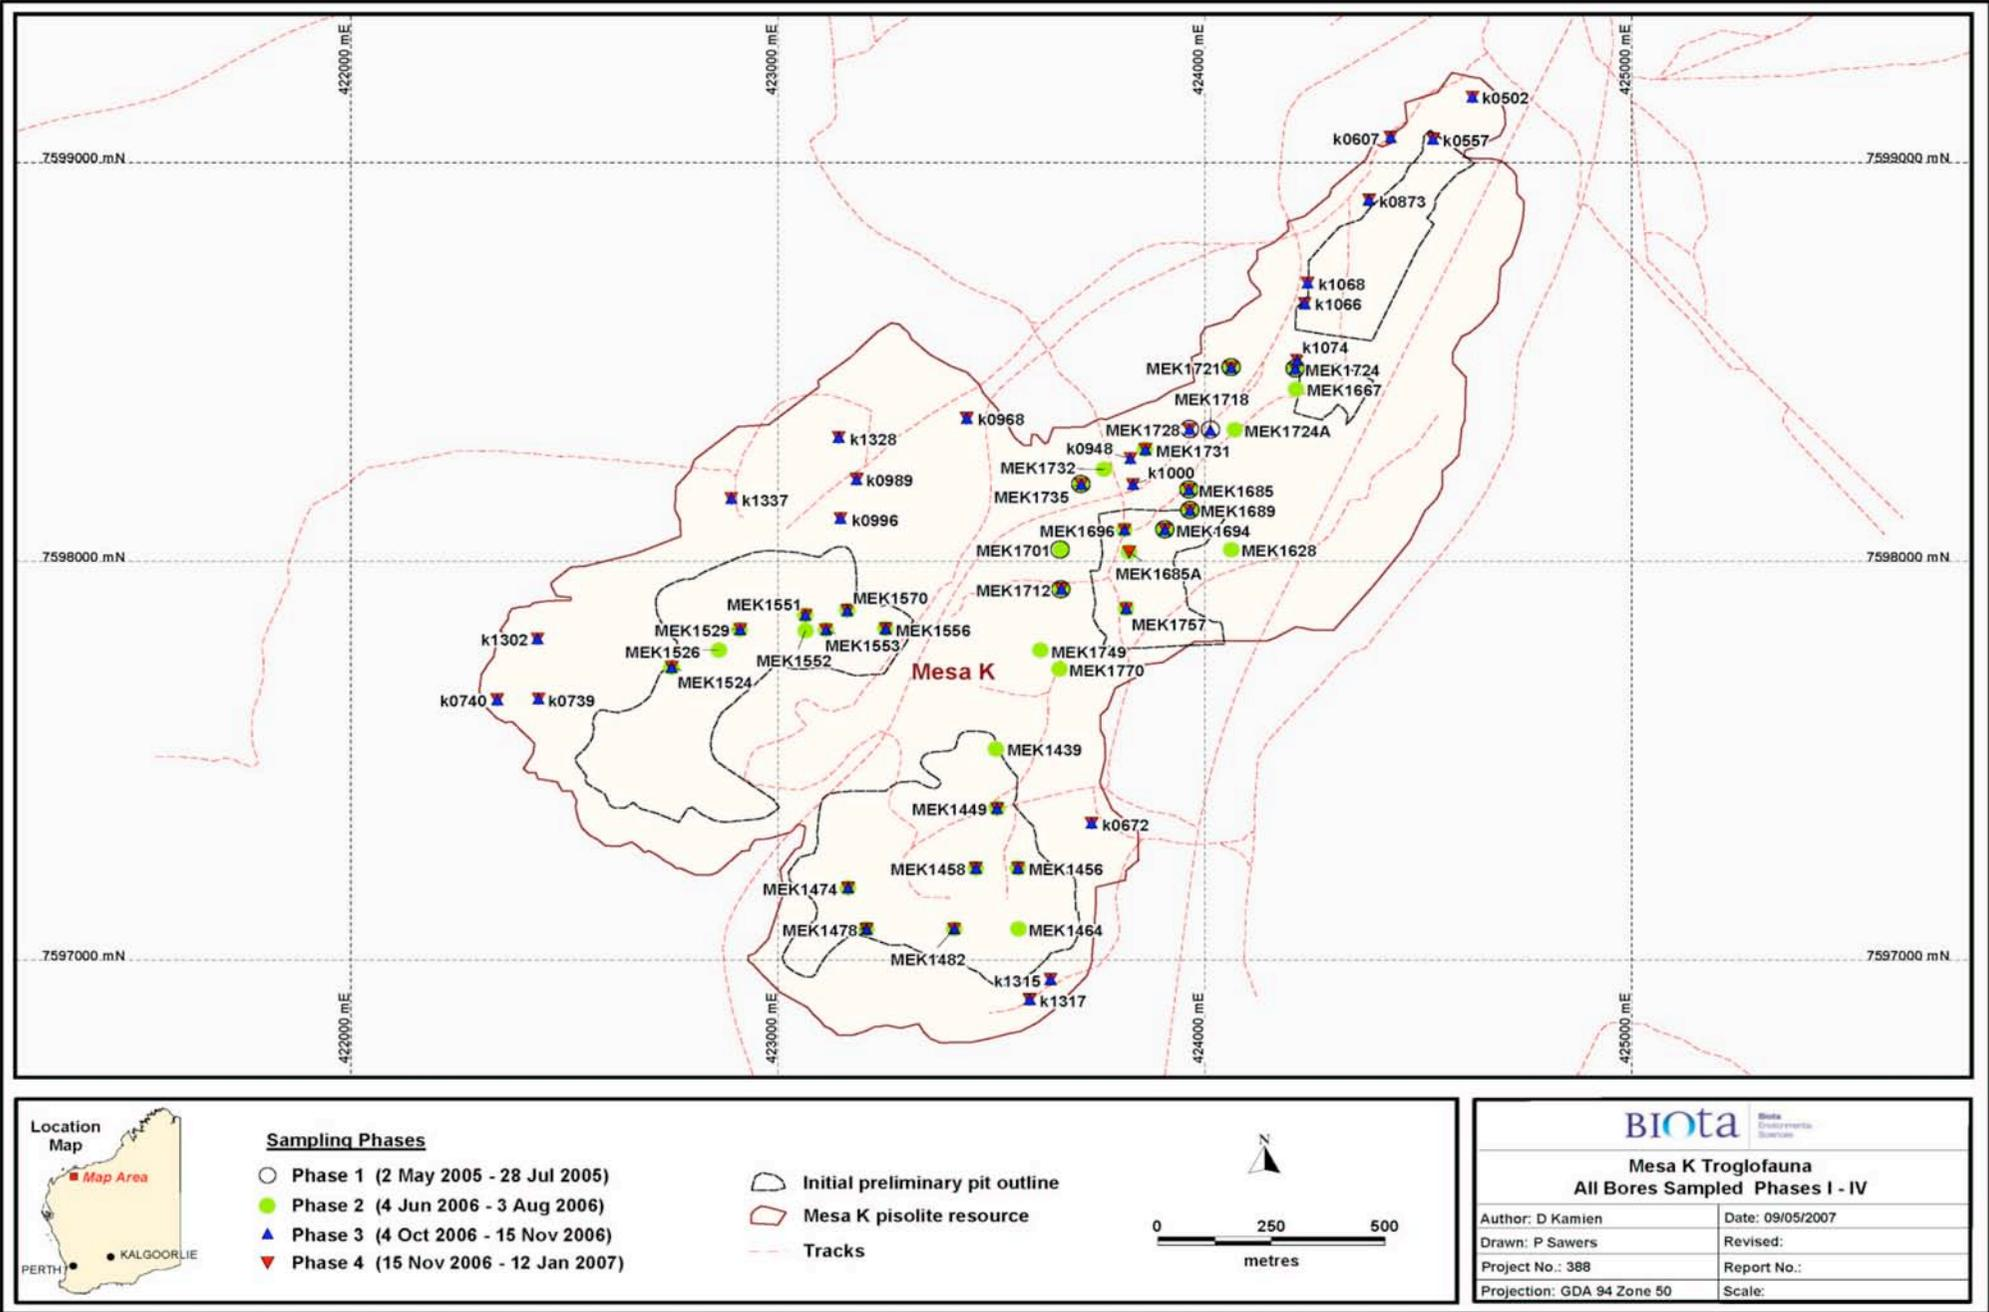 422000 mE
423000 mE
424000 mE
425000 mE
k0502
k0607
k0557
7599000 mN
7599000 mN
k0873
k1068
k1066
k1074
MEK1721
MEK1724
MEK1667
MEK1718
k0968
MEK1728
MEK1724A
k1328
k0948
MEK1731
MEK1732
k1000
k0989
MEK1735
MEK1685
k1337
MEK1689
k0996
MEK1696
MEK1694
MEK1701
MEK1628
7598000 mN
7598000 mN
MEK1685A
MEK1712
MEK1570
MEK1551
MEK1757
MEK1529
MEK1556
k1302
MEK1553
MEK1526
MEK1749
MEK1552
Mesa K
MEK1770
MEK1524
k0740
k0739
MEK1439
MEK1449
k0672
MEK1458
MEK1456
MEK1474
MEK1478
MEK1464
MEK1482
7597000 mN
7597000 mN
k1315
k1317
422000 mE
423000 mE
424000 mE
425000 mE
Location
Map
Map Area
KALGOORLIE
PERTH
Sampling Phases
Phase 1 (2 May 2005 - 28 Jul 2005)
Phase 2 (4 Jun 2006 - 3 Aug 2006)
Phase 3 (4 Oct 2006 - 15 Nov 2006)
Phase 4 (15 Nov 2006 - 12 Jan 2007)
Initial preliminary pit outline
Mesa K pisolite resource
Tracks
N
0 250 500
metres
BIOta
Biota
Environmental
Sciences
Mesa K Troglofauna
All Bores Sampled Phases I - IV
Author: D Kamien
Date: 09/05/2007
Drawn: P Sawers
Revised:
Project No.: 388
Report No.:
Projection: GDA 94 Zone 50
Scale: